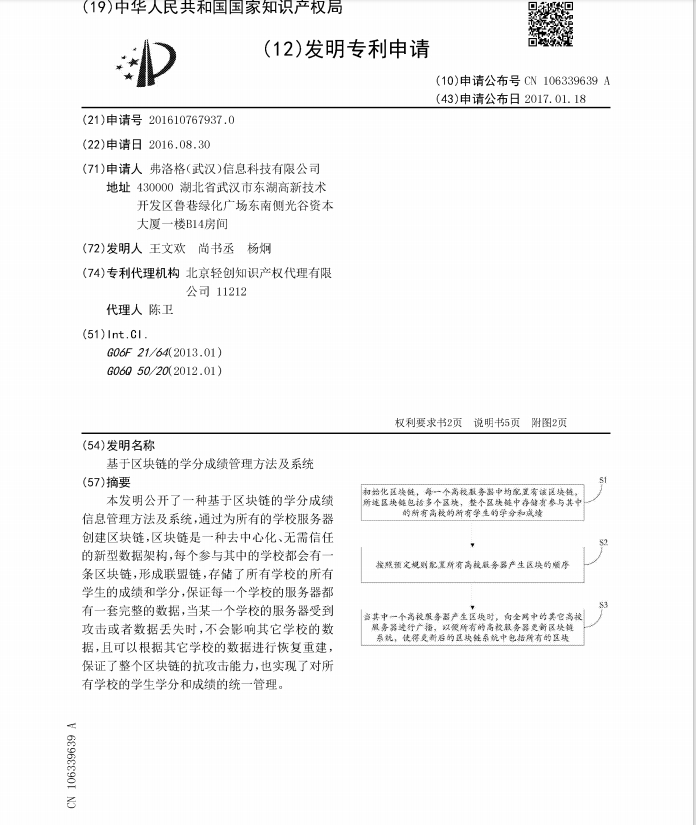 (19)中华人民共和国国家知识产权局
(12)发明专利申请
(10)申请公布号 CN 106339639 A
(43)申请公布日 2017.01.18
(21)申请号 201610767937.0
(22)申请日 2016.08.30
(71)申请人 弗洛格(武汉)信息科技有限公司
地址 430000 湖北省武汉市东湖高新技术
开发区鲁巷绿化广场东南侧光谷资本
大厦一楼B14房间
(72)发明人 王文欢 尚书丞 杨炯
(74)专利代理机构 北京轻创知识产权代理有限
公司 11212
代理人 陈卫
(51)Int.Cl.
G06F 21/64(2013.01)
G06Q 50/20(2012.01)
权利要求书2页 说明书5页 附图2页
(54)发明名称
基于区块链的学分成绩管理方法及系统
(57)摘要
本发明公开了一种基于区块链的学分成绩
信息管理方法及系统,通过为所有的学校服务器
创建区块链,区块链是一种去中心化、无需信任
的新型数据架构,每个参与其中的学校都会有一
条区块链,形成联盟链,存储了所有学校的所有
学生的成绩和学分,保证每一个学校的服务器都
有一套完整的数据,当某一个学校的服务器受到
攻击或者数据丢失时,不会影响其它学校的数
据,且可以根据其它学校的数据进行恢复重建,
保证了整个区块链的抗攻击能力,也实现了对所
有学校的学生学分和成绩的统一管理。
S1
初始化区块链，每一个高校服务器中均配置有该区块链，
所述区块链包括多个区块，整个区块链中存储有参与其中
的所有高校的所有学生的学分和成绩
S2
按照预定规则配置所有高校服务器产生区块的顺序
S3
当其中一个高校服务器产生区块时，向全网中的其它高校
服务器进行广播，以便所有的高校服务器更新区块链
系统，使得更新后的区块链系统中包括所有的区块
CN 106339639 A